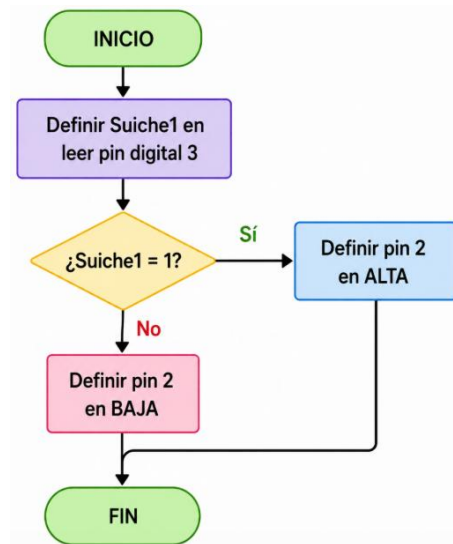 INICIO
Definir Suiche1 en
leer pin digital 3
¿Suiche1 = 1?
Sí
Definir pin 2
en ALTA
No
Definir pin 2
en BAJA
FIN